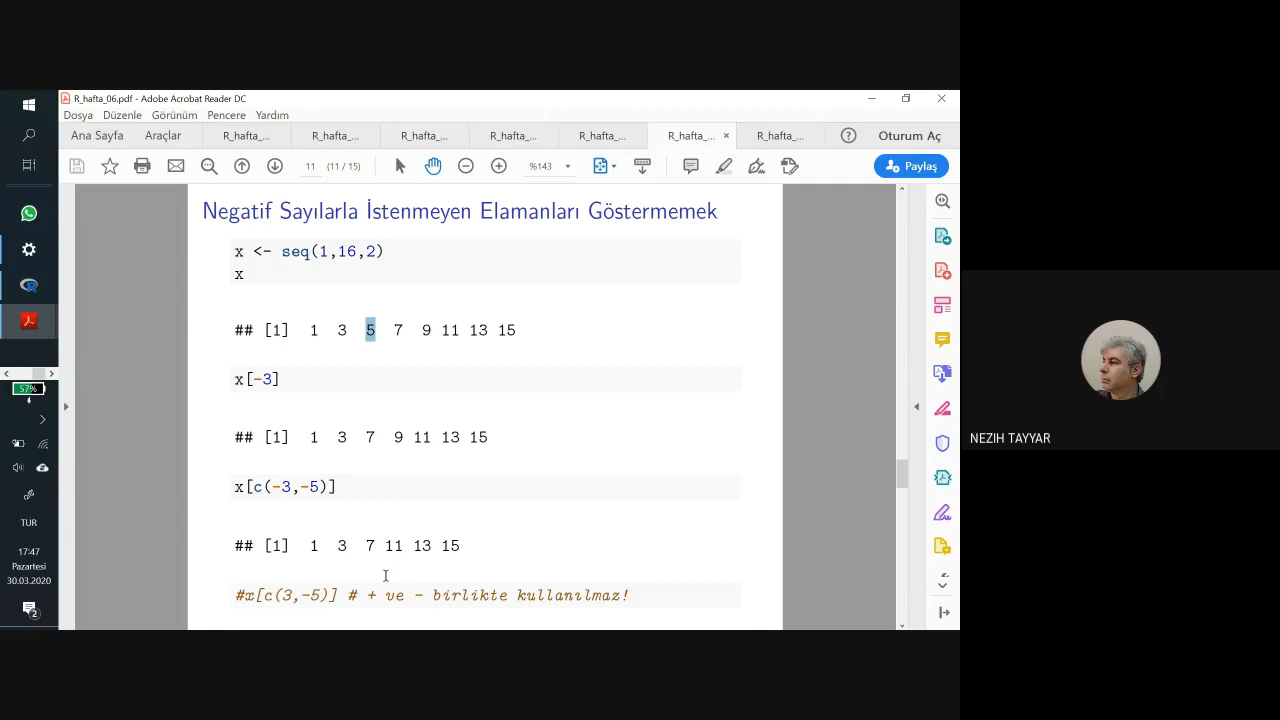 R_hafta_06.pdf - Adobe Acrobat Reader DC
Dosya Düzenle Görünüm Pencere Yardım
Ana Sayfa Araçlar R_hafta_... R_hafta_... R_hafta_... R_hafta_... R_hafta_... R_hafta_... × R_hafta_... Oturum Aç
11 (11 / 15) %143 Paylaş
Negatif Sayılarla İstenmeyen Elamanları Göstermemek
x <- seq(1,16,2)
x
## [1] 1 3 5 7 9 11 13 15
x[-3]
## [1] 1 3 7 9 11 13 15
x[c(-3,-5)]
## [1] 1 3 7 11 13 15
#x[c(3,-5)] # + ve - birlikte kullanılmaz!
57%
TUR
17:47
Pazartesi
30.03.2020
2
NEZIH TAYYAR